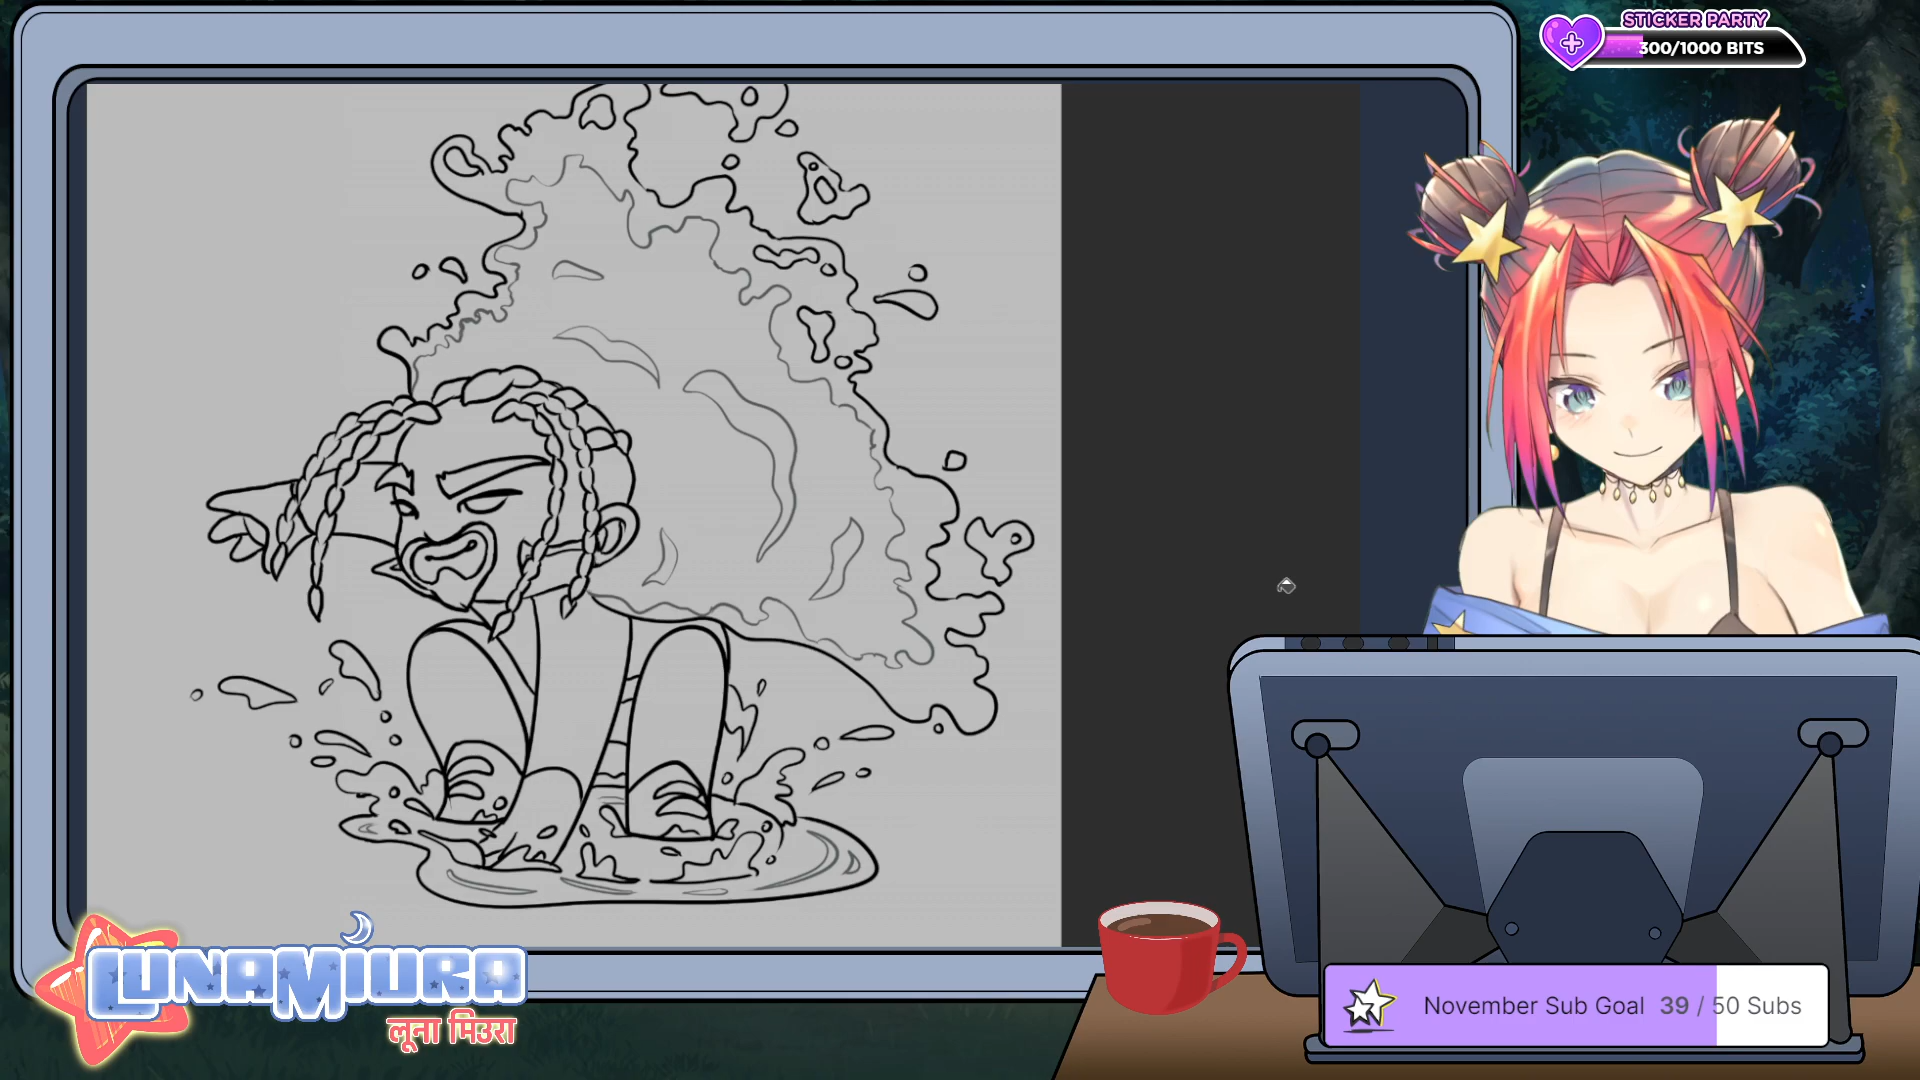 STICKER PARTY
300/1000 BITS
LUNAMIURA
लूना मिउरा
November Sub Goal 39 / 50 Subs